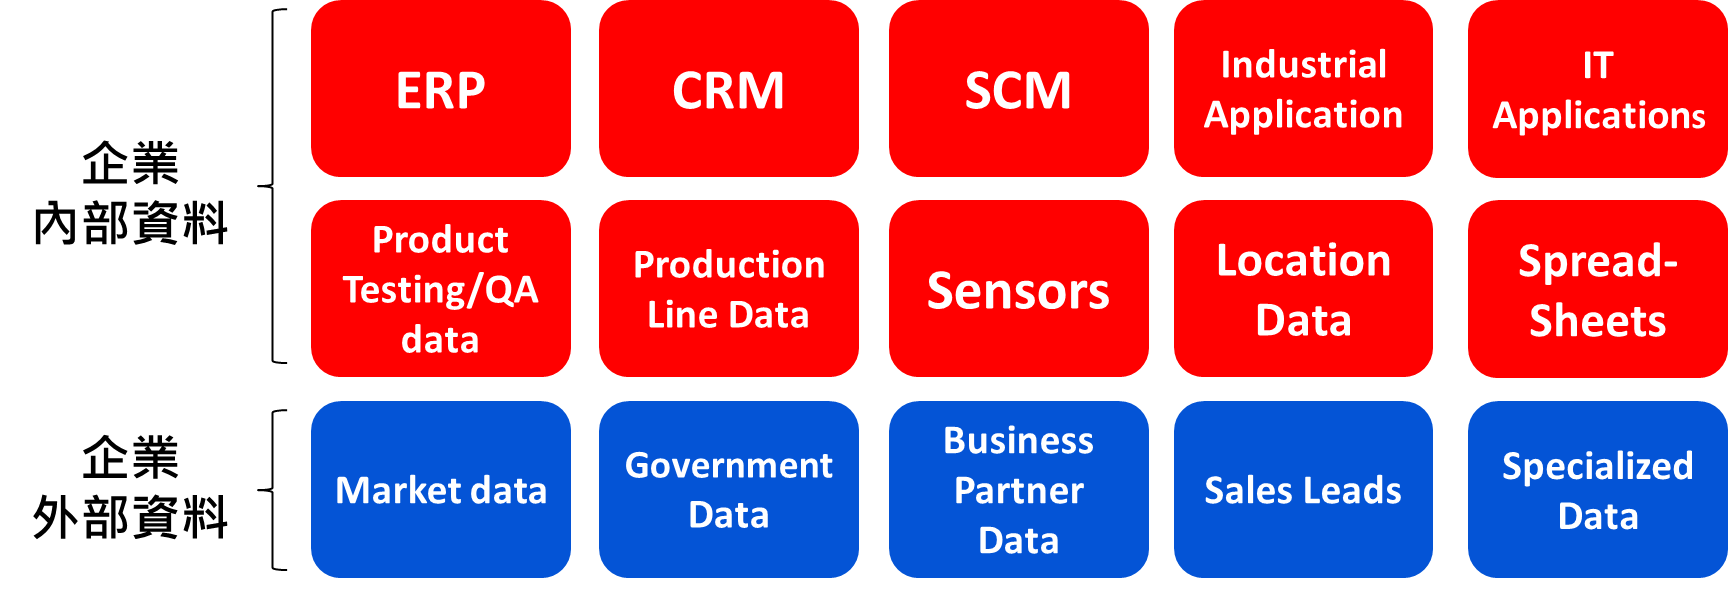 企業
內部資料
ERP
CRM
SCM
Industrial
Application
IT
Applications
Product
Testing/QA
data
Production
Line Data
Sensors
Location
Data
Spread-
Sheets
企業
外部資料
Market data
Government
Data
Business
Partner
Data
Sales Leads
Specialized
Data